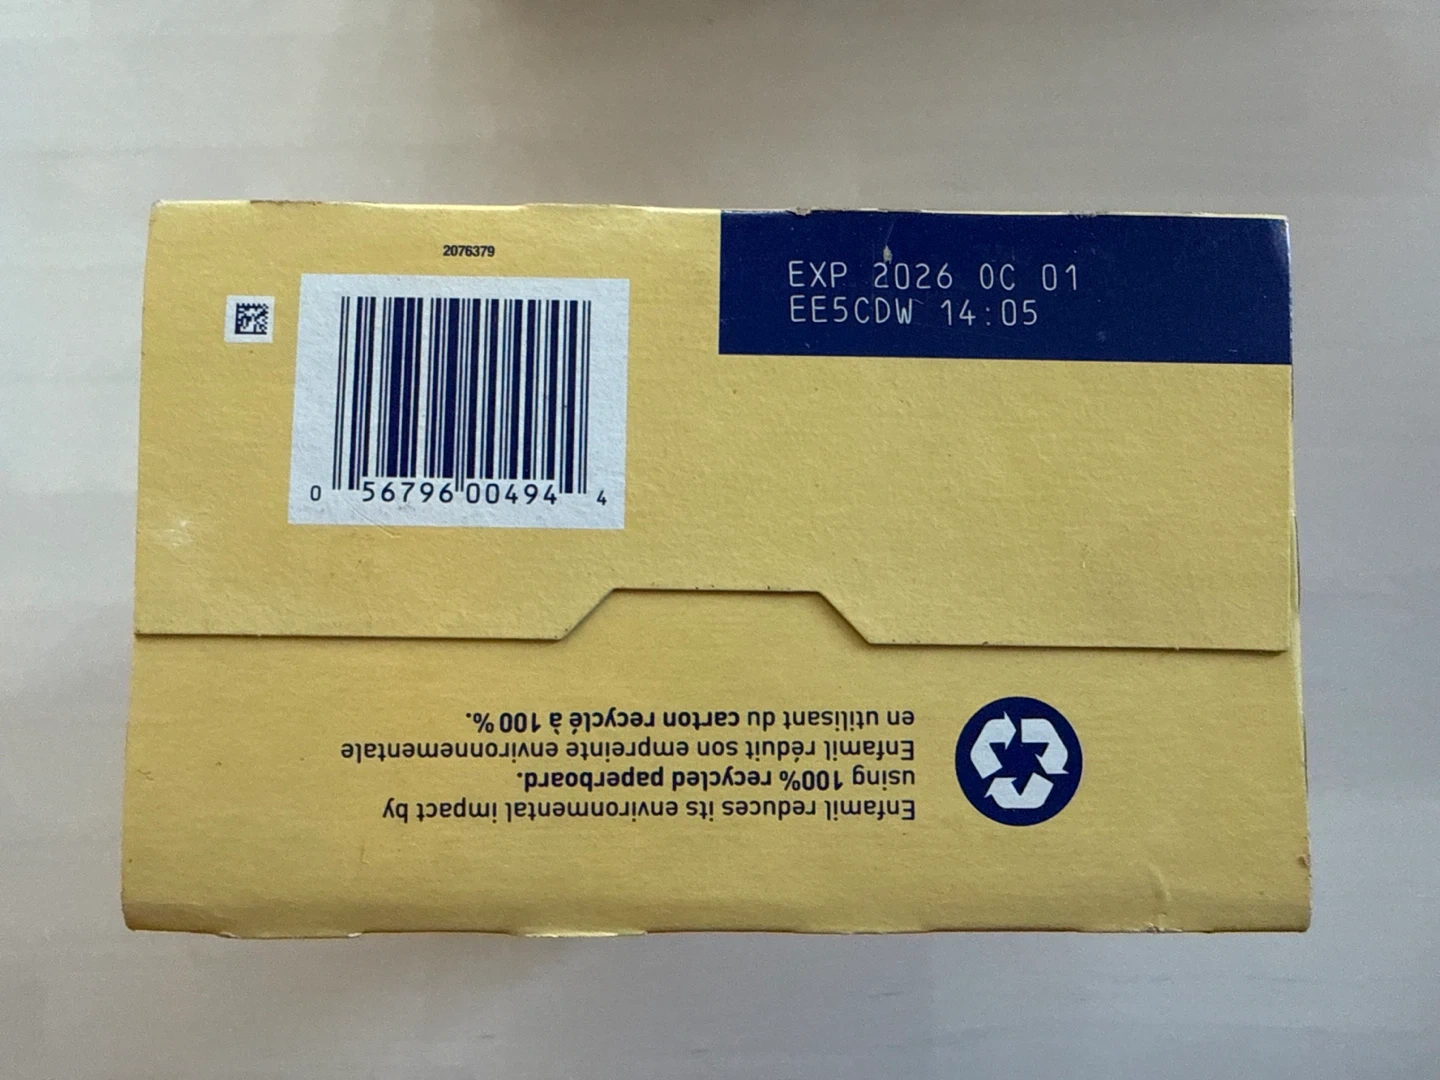 2076379
0 56796 00494 4
EXP 2026 OC 01
EE5CDW 14:05
Enfamil reduces its environmental impact by
using 100% recycled paperboard.
Enfamil réduit son empreinte environnementale
en utilisant du carton recyclé à 100 %.